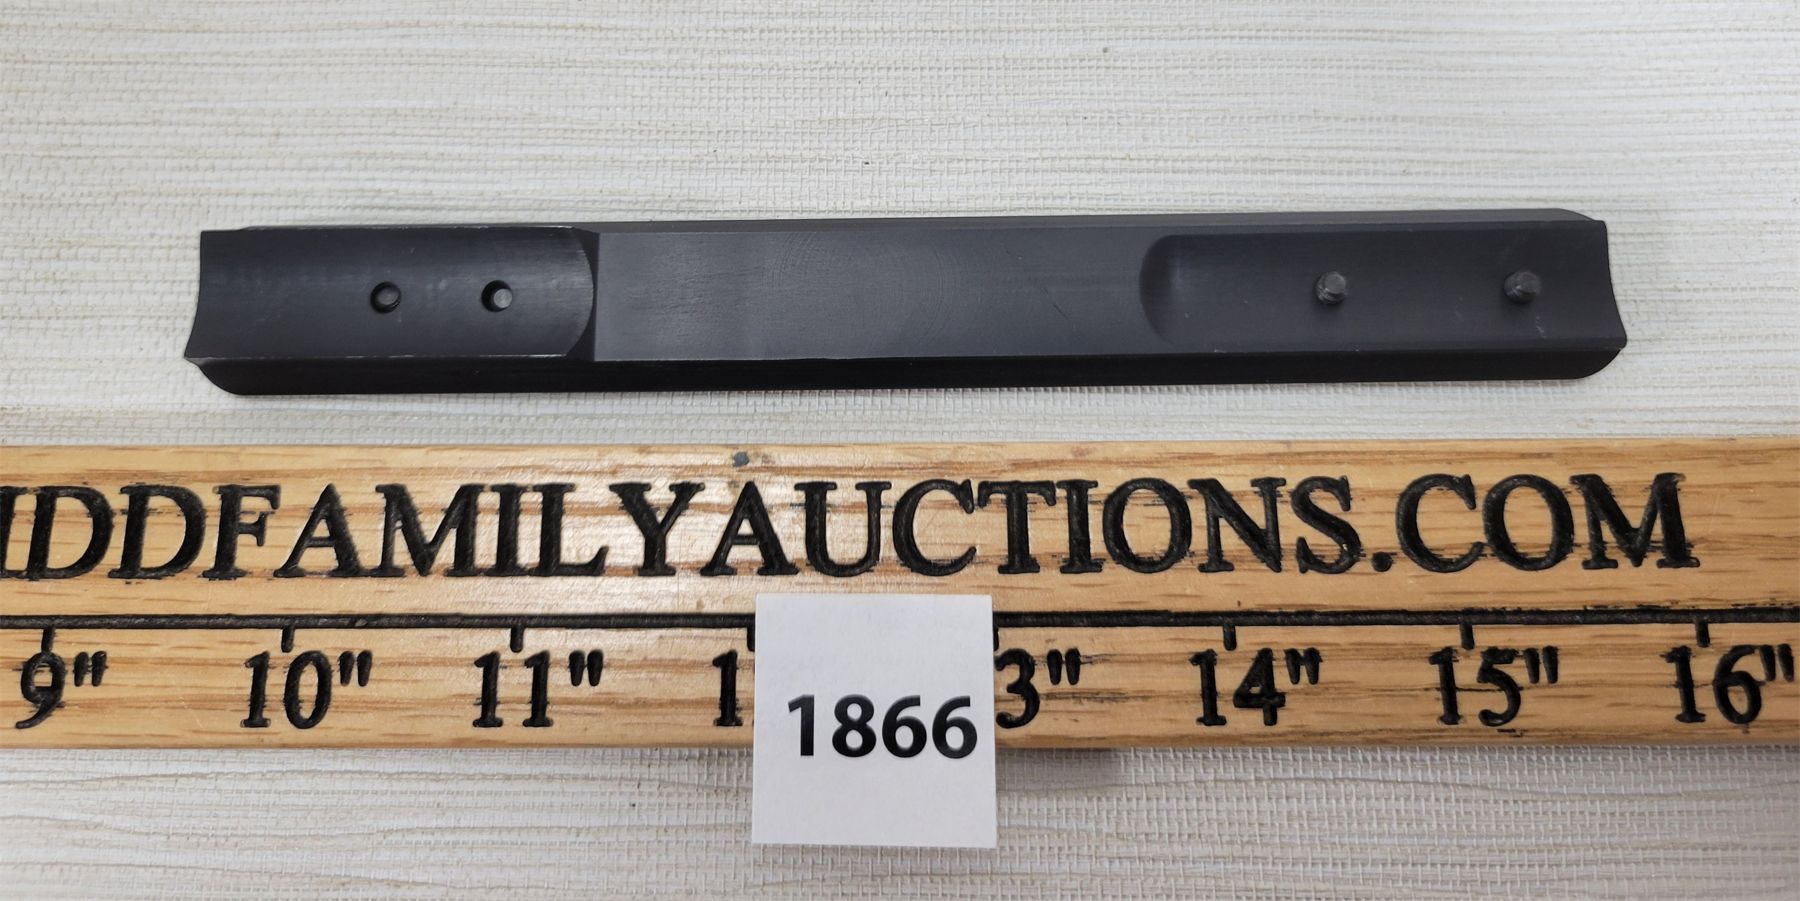 IDDFAMILYAUCTIONS.COM
9" 10" 11" 1 3" 14" 15" 16"
1866